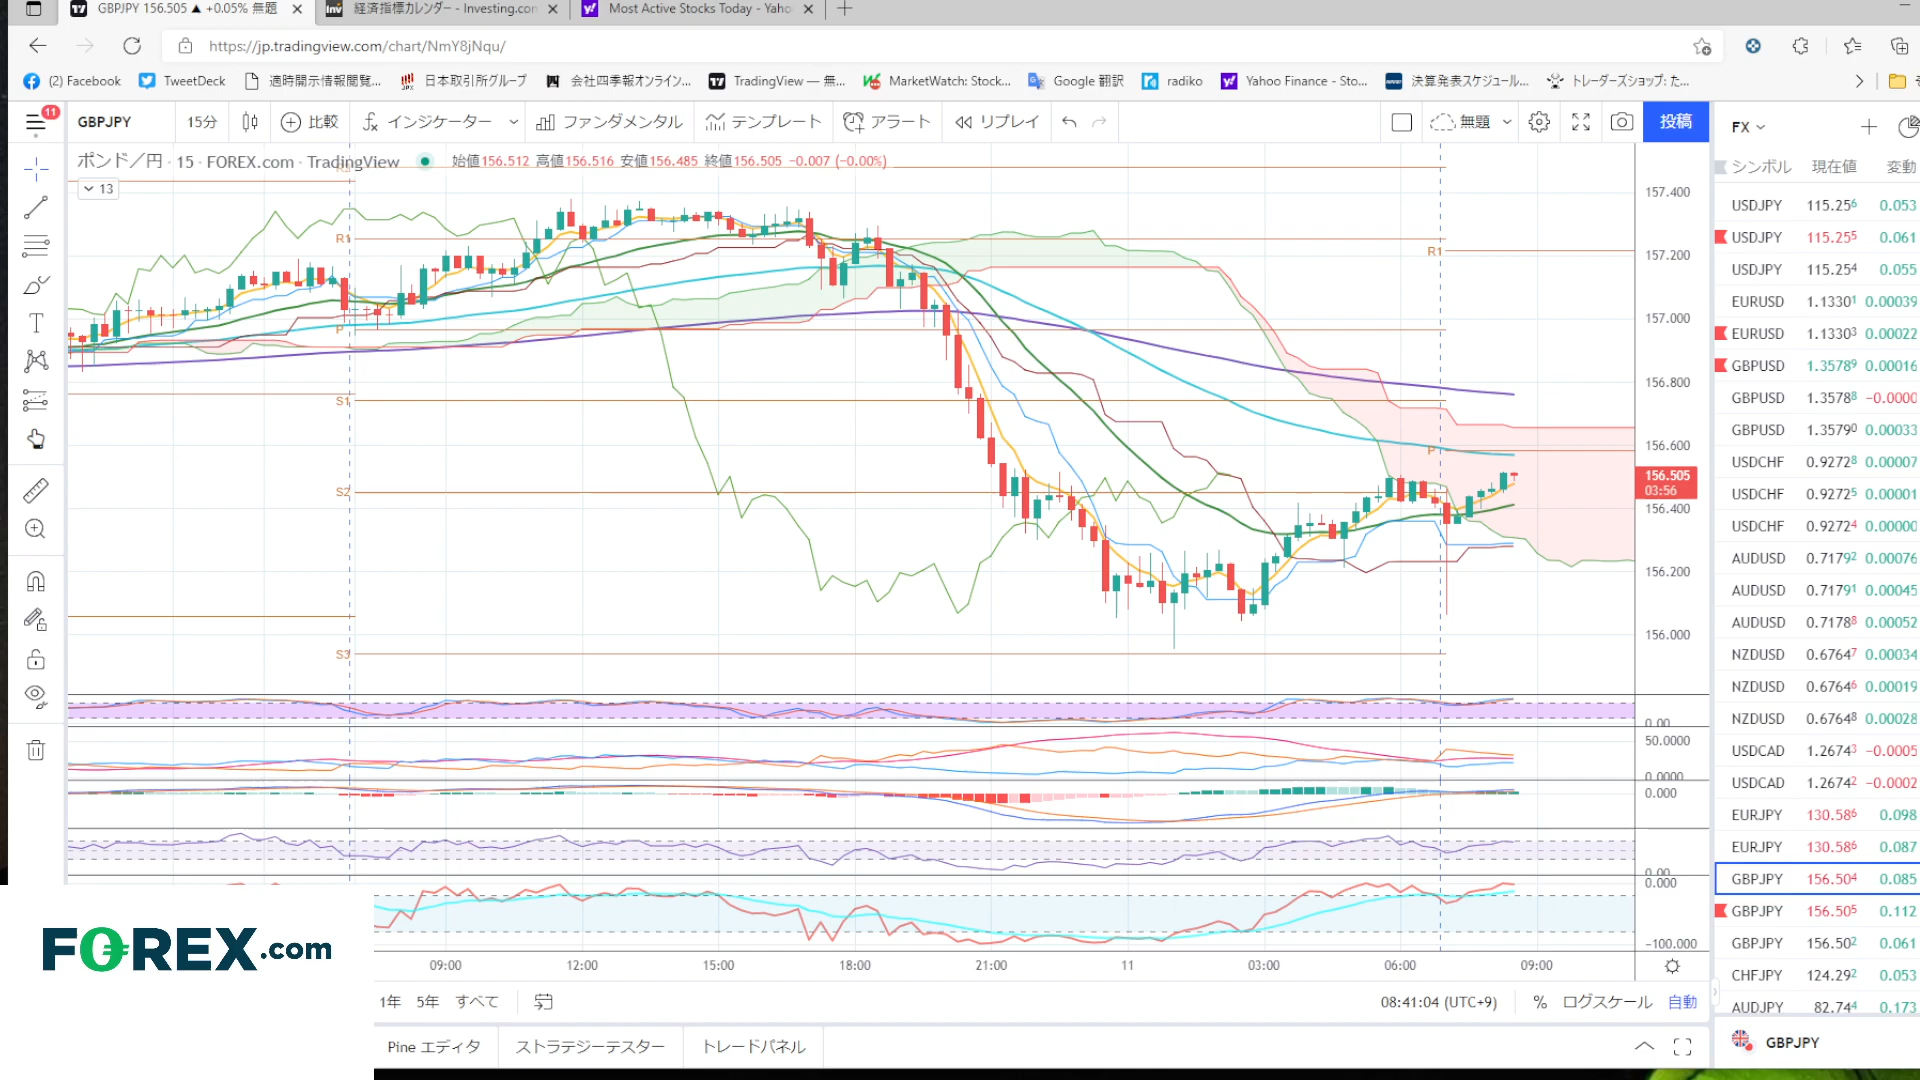 GBPJPY 156.505 ▲ +0.05% 無題
経済指標カレンダー - Investing.com
Most Active Stocks Today - Yaho
https://jp.tradingview.com/chart/NmY8jNqu/
(2) Facebook
TweetDeck
適時開示情報閲覧...
日本取引所グループ
会社四季報オンライン...
TradingView — 無...
MarketWatch: Stock...
Google 翻訳
radiko
Yahoo Finance - Sto...
決算発表スケジュール...
トレーダーズショップ: た...
11
GBPJPY
15分
比較
インジケーター
ファンダメンタル
テンプレート
アラート
リプレイ
無題
投稿
FX
ポンド／円 · 15 · FOREX.com · TradingView
始値156.512 高値156.516 安値156.485 終値156.505 −0.007 (−0.00%)
13
シンボル 現在値 変動
R1
P
S1
S2
S3
R1
P
157.400
157.200
157.000
156.800
156.600
156.505
03:56
156.400
156.200
156.000
0.00
50.0000
0.0000
0.000
0.00
0.000
−100.000
USDJPY 115.256 0.053
USDJPY 115.255 0.061
USDJPY 115.254 0.055
EURUSD 1.13301 0.00039
EURUSD 1.13303 0.00022
GBPUSD 1.35789 0.00016
GBPUSD 1.35788 −0.0000
GBPUSD 1.35790 0.00033
USDCHF 0.92728 0.00007
USDCHF 0.92725 0.00001
USDCHF 0.92724 0.00000
AUDUSD 0.71792 0.00076
AUDUSD 0.71791 0.00045
AUDUSD 0.71788 0.00052
NZDUSD 0.67647 0.00034
NZDUSD 0.67646 0.00019
NZDUSD 0.67648 0.00028
USDCAD 1.26743 −0.0005
USDCAD 1.26742 −0.0002
EURJPY 130.586 0.098
EURJPY 130.586 0.087
GBPJPY 156.504 0.085
GBPJPY 156.505 0.112
GBPJPY 156.502 0.061
CHFJPY 124.292 0.053
AUDJPY 82.744 0.173
09:00 12:00 15:00 18:00 21:00 11 03:00 06:00 09:00
FOREX.com
1年 5年 すべて
08:41:04 (UTC+9) % ログスケール 自動
Pine エディタ
ストラテジーテスター
トレードパネル
GBPJPY